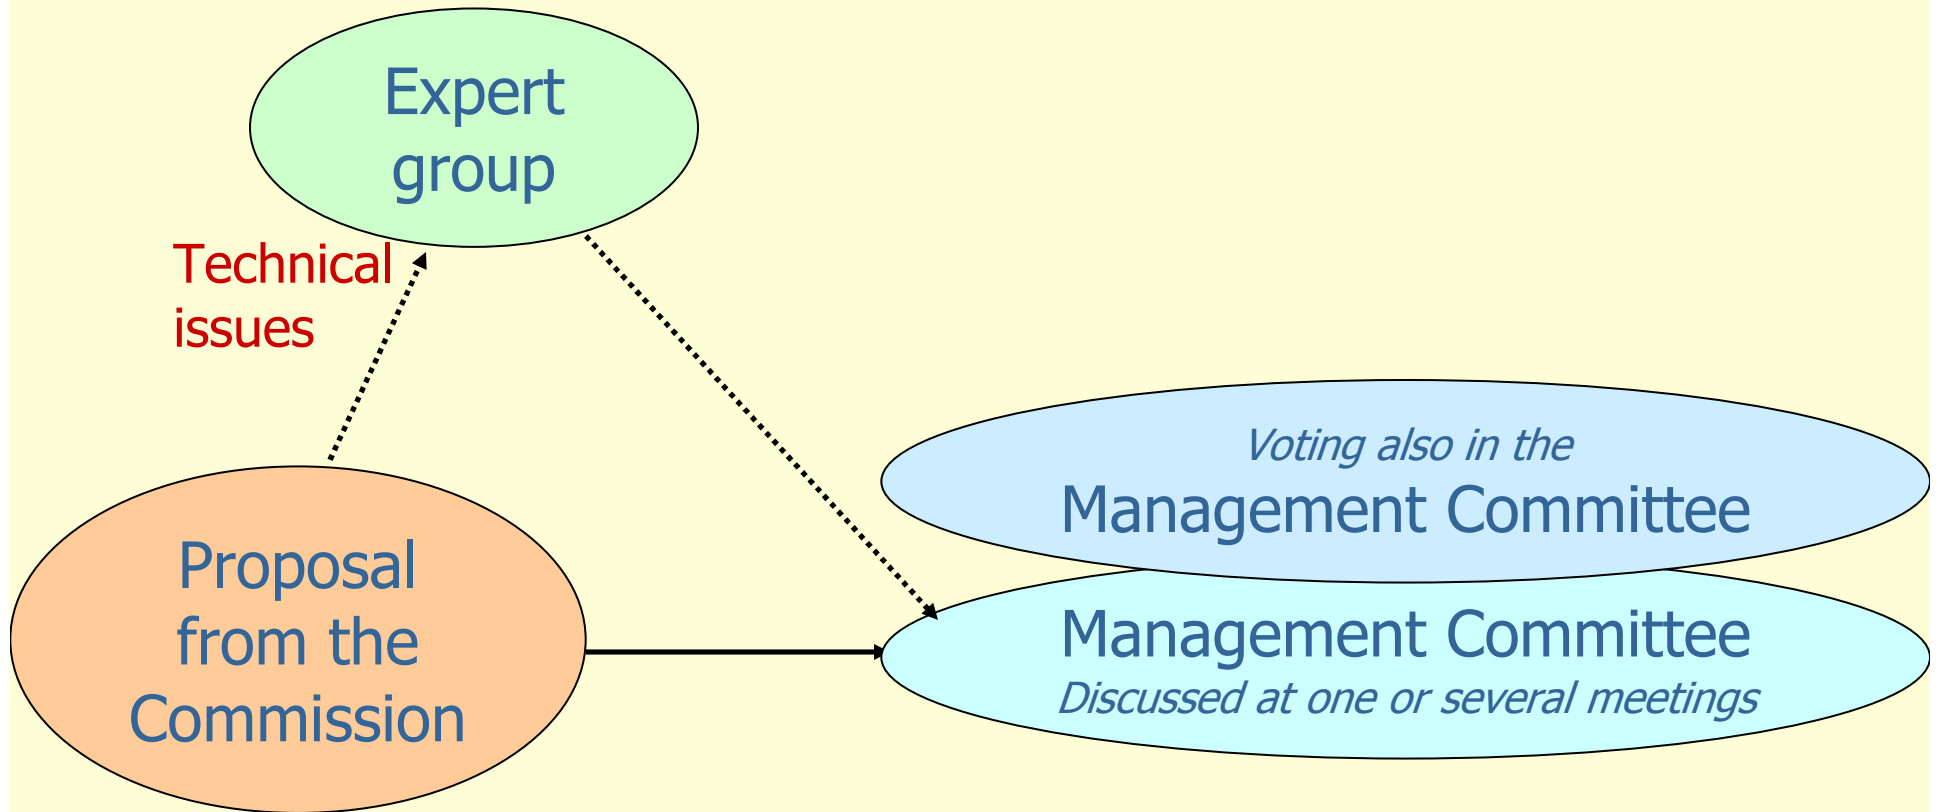 Expert
group
Technical
issues
Proposal
from the
Commission
Voting also in the
Management Committee
Management Committee
Discussed at one or several meetings